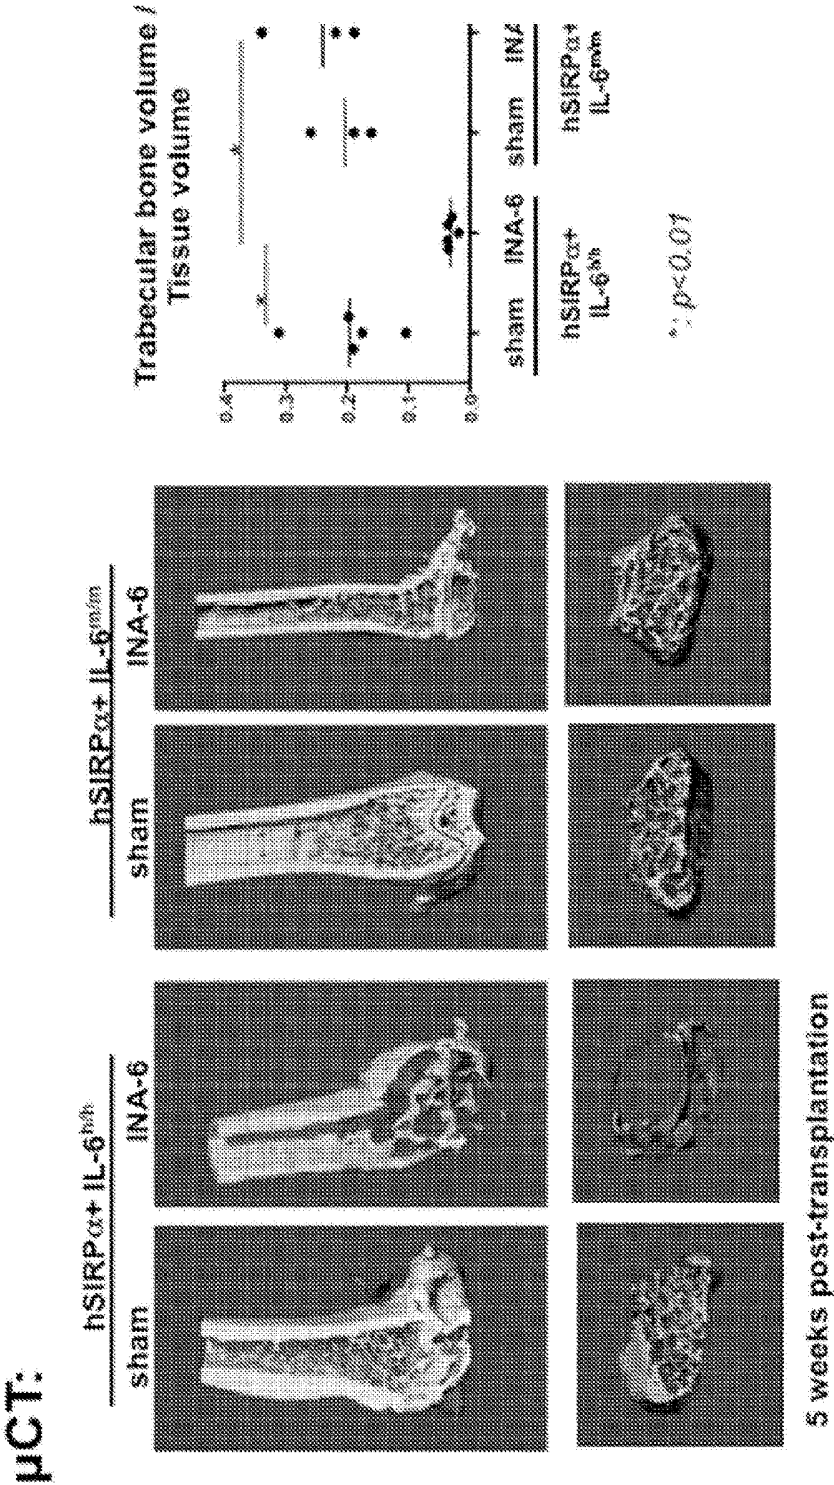 µCT:
hSIRPα+ IL-6h/h
hSIRPα+ IL-6m/m
sham
INA-6
sham
INA-6
5 weeks post-transplantation
Trabecular bone volume /
Tissue volume
*
*
0.4
0.3
0.2
0.1
0.0
sham
INA-6
sham
INA
hSIRPα+
IL-6h/h
hSIRPα+
IL-6m/m
*: p<0.01